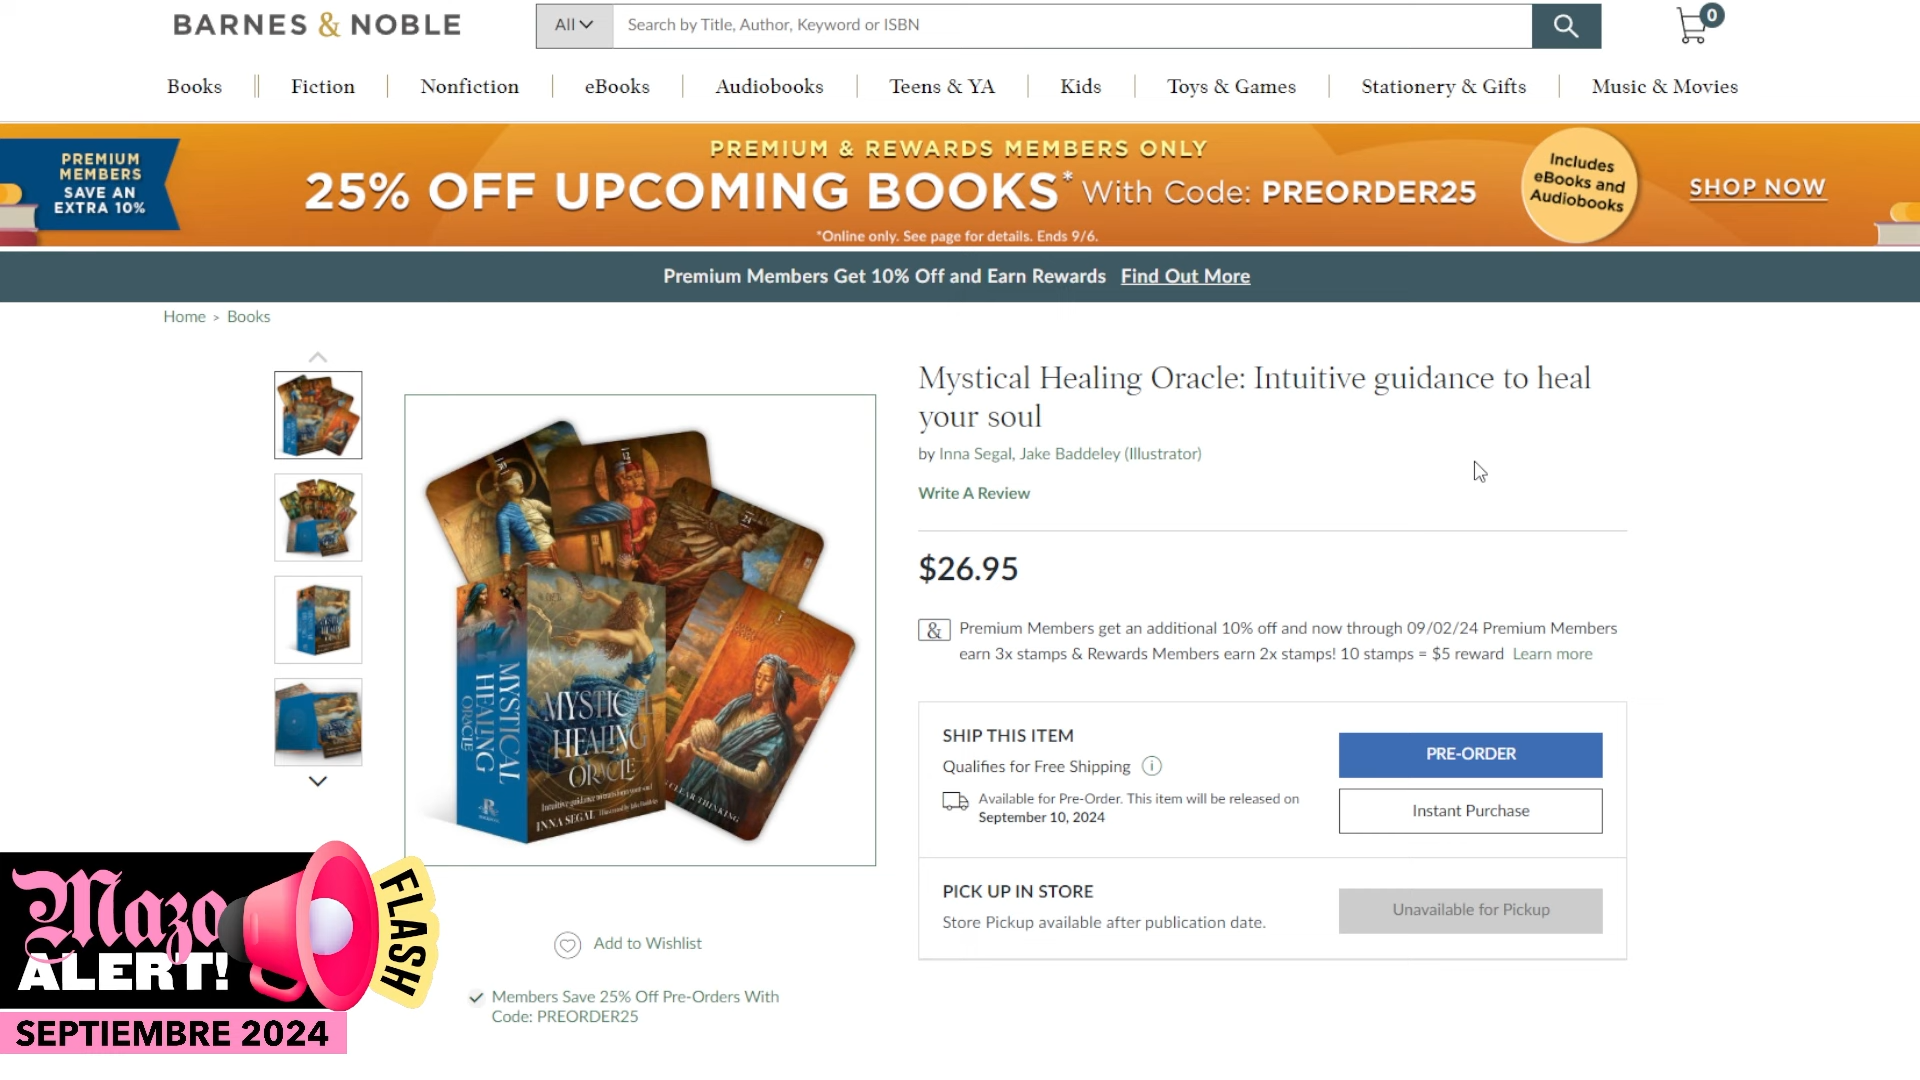 BARNES & NOBLE
All
Search by Title, Author, Keyword or ISBN
0
Books
Fiction
Nonfiction
eBooks
Audiobooks
Teens & YA
Kids
Toys & Games
Stationery & Gifts
Music & Movies
PREMIUM
MEMBERS
SAVE AN
EXTRA 10%
PREMIUM & REWARDS MEMBERS ONLY
25% OFF UPCOMING BOOKS* With Code: PREORDER25
*Online only. See page for details. Ends 9/6.
Includes
eBooks and
Audiobooks
SHOP NOW
Premium Members Get 10% Off and Earn Rewards Find Out More
Home > Books
Mystical Healing Oracle: Intuitive guidance to heal
your soul
by Inna Segal, Jake Baddeley (Illustrator)
Write A Review
$26.95
& Premium Members get an additional 10% off and now through 09/02/24 Premium Members
earn 3x stamps & Rewards Members earn 2x stamps! 10 stamps = $5 reward Learn more
SHIP THIS ITEM
Qualifies for Free Shipping
Available for Pre-Order. This item will be released on
September 10, 2024
PRE-ORDER
Instant Purchase
PICK UP IN STORE
Store Pickup available after publication date.
Unavailable for Pickup
12
24
MYSTICAL
HEALING
ORACLE
MYSTICAL
HEALING
ORACLE
INNA SEGAL
CLEAR THINKING
Add to Wishlist
Members Save 25% Off Pre-Orders With
Code: PREORDER25
Mazo
ALERT!
FLASH
SEPTIEMBRE 2024